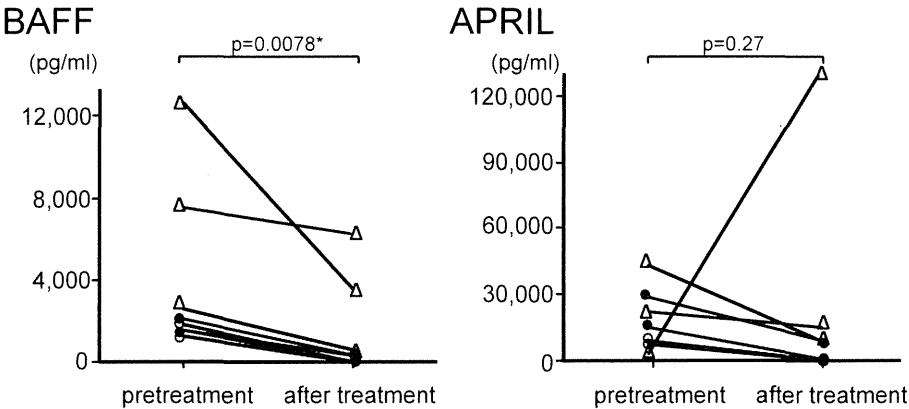 BAFF
(pg/ml)
p=0.0078*
12,000
8,000
4,000
0
pretreatment after treatment
APRIL
(pg/ml)
p=0.27
120,000
90,000
60,000
30,000
0
pretreatment after treatment